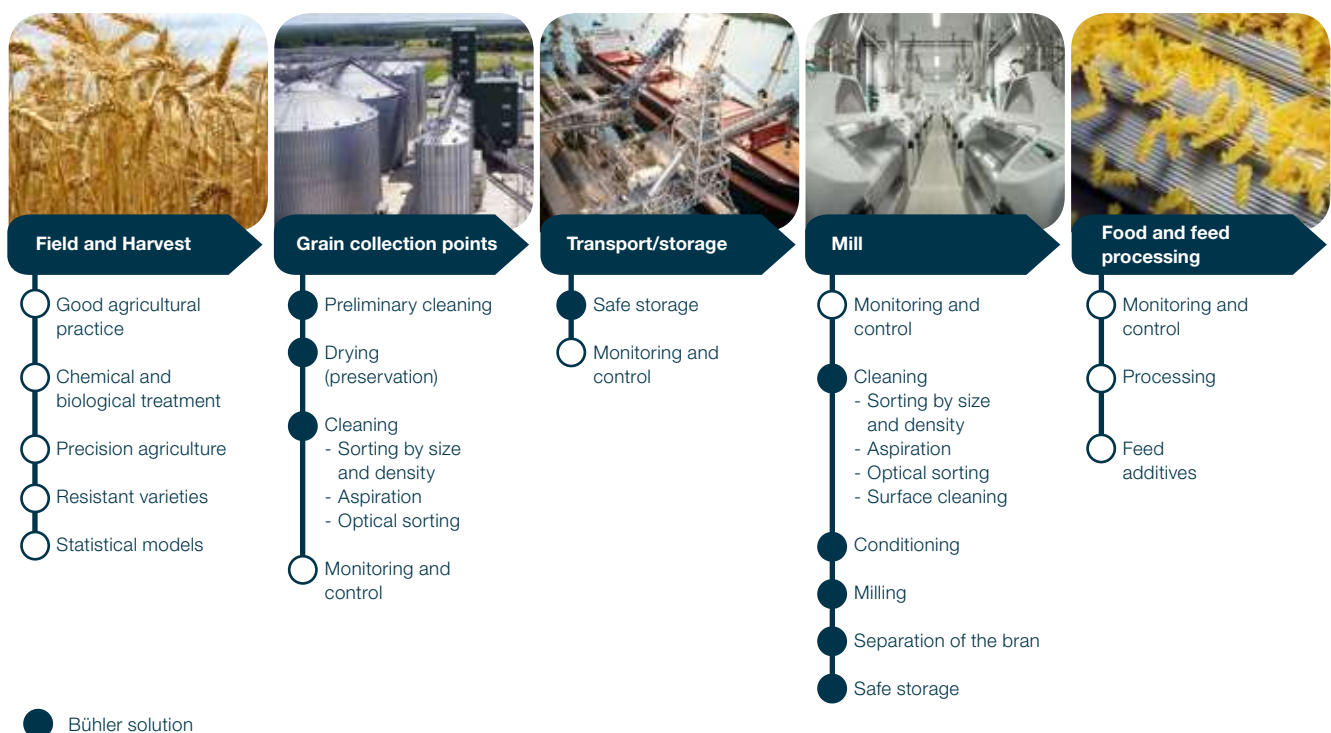 Field and Harvest
Good agricultural
practice
Chemical and
biological treatment
Precision agriculture
Resistant varieties
Statistical models
Grain collection points
Preliminary cleaning
Drying
(preservation)
Cleaning
- Sorting by size
and density
- Aspiration
- Optical sorting
Monitoring and
control
Transport/storage
Safe storage
Monitoring and
control
Mill
Monitoring and
control
Cleaning
- Sorting by size
and density
- Aspiration
- Optical sorting
- Surface cleaning
Conditioning
Milling
Separation of the bran
Safe storage
Food and feed
processing
Monitoring and
control
Processing
Feed
additives
Bühler solution